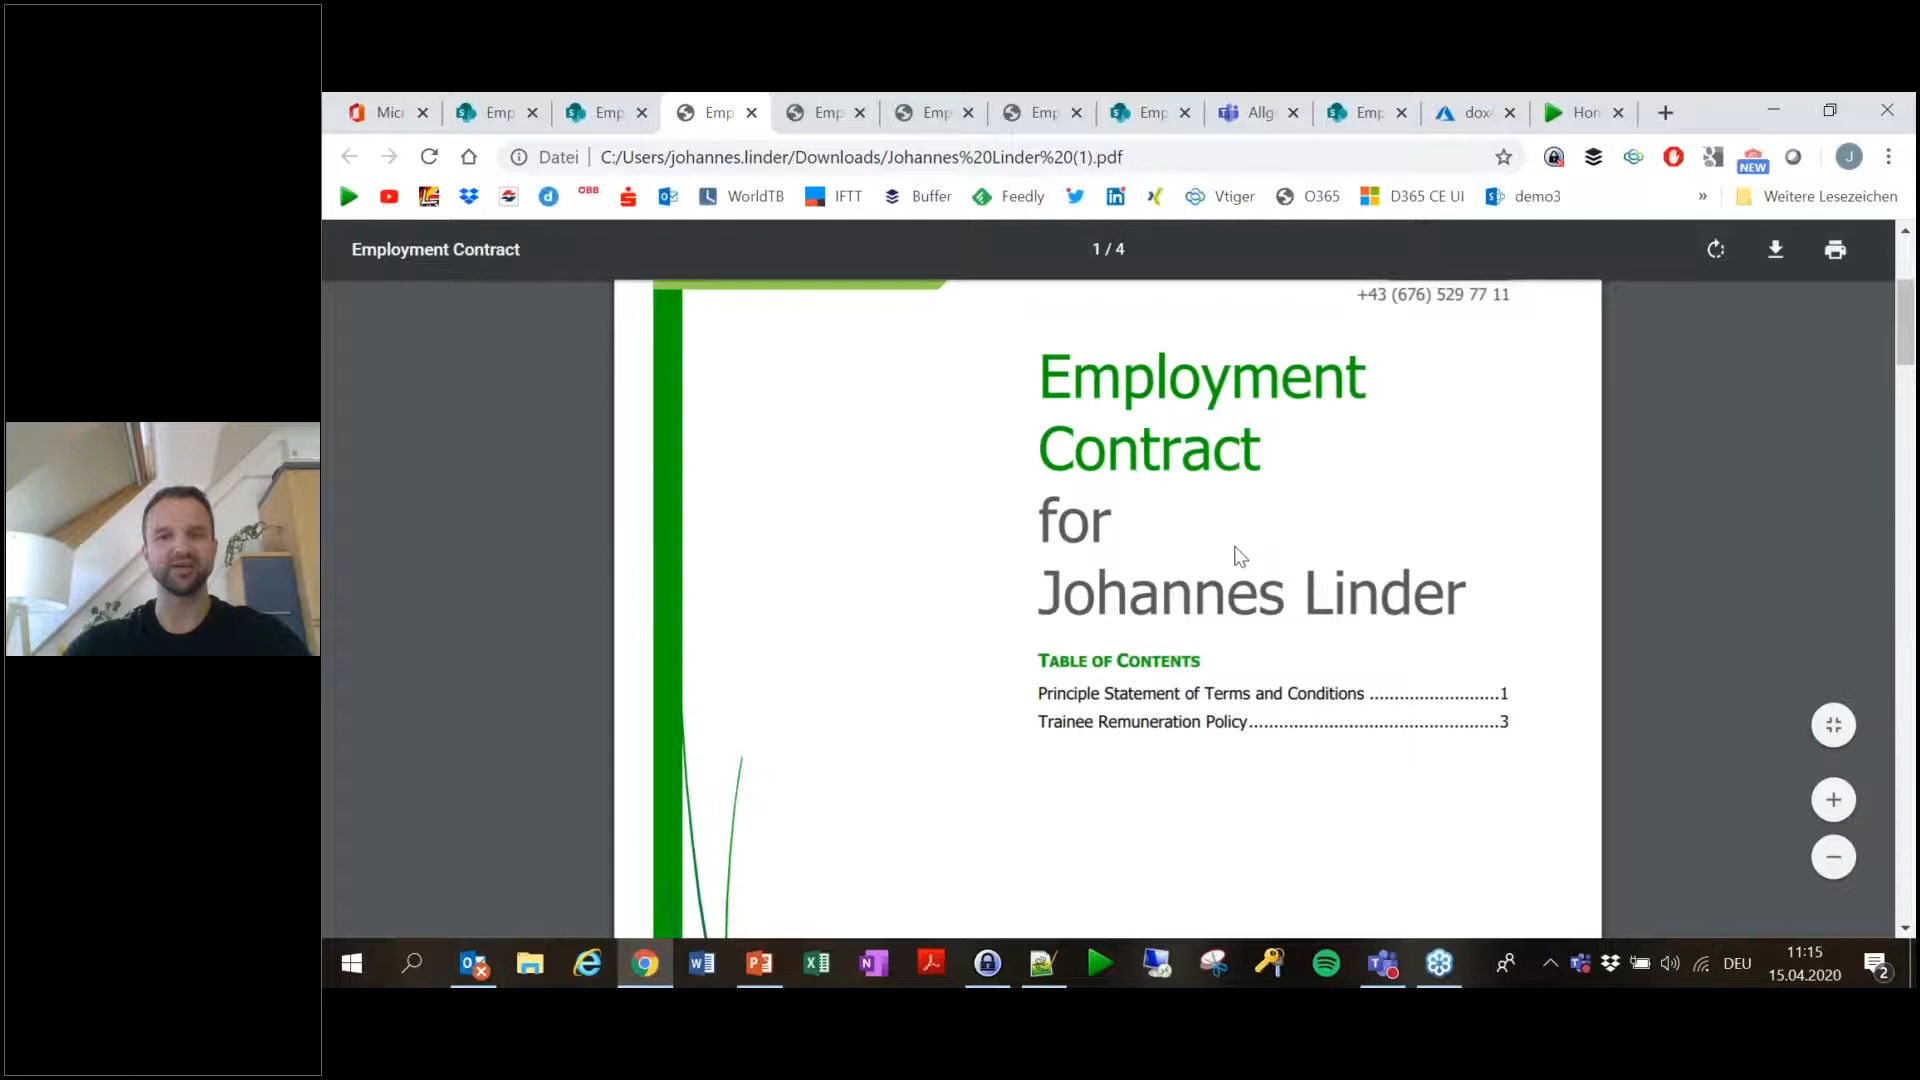 Mic
Emp
Emp
Emp
Emp
Emp
Emp
Emp
Allg
Emp
dox
Hon
Datei
C:/Users/johannes.linder/Downloads/Johannes%20Linder%20(1).pdf
NEW
J
ÖBB
WorldTB
IFTT
Buffer
Feedly
Vtiger
O365
D365 CE UI
demo3
»
Weitere Lesezeichen
Employment Contract
1 / 4
+43 (676) 529 77 11
Employment
Contract
for
Johannes Linder
TABLE OF CONTENTS
Principle Statement of Terms and Conditions ..........................1
Trainee Remuneration Policy..................................................3
DEU
11:15
15.04.2020
2